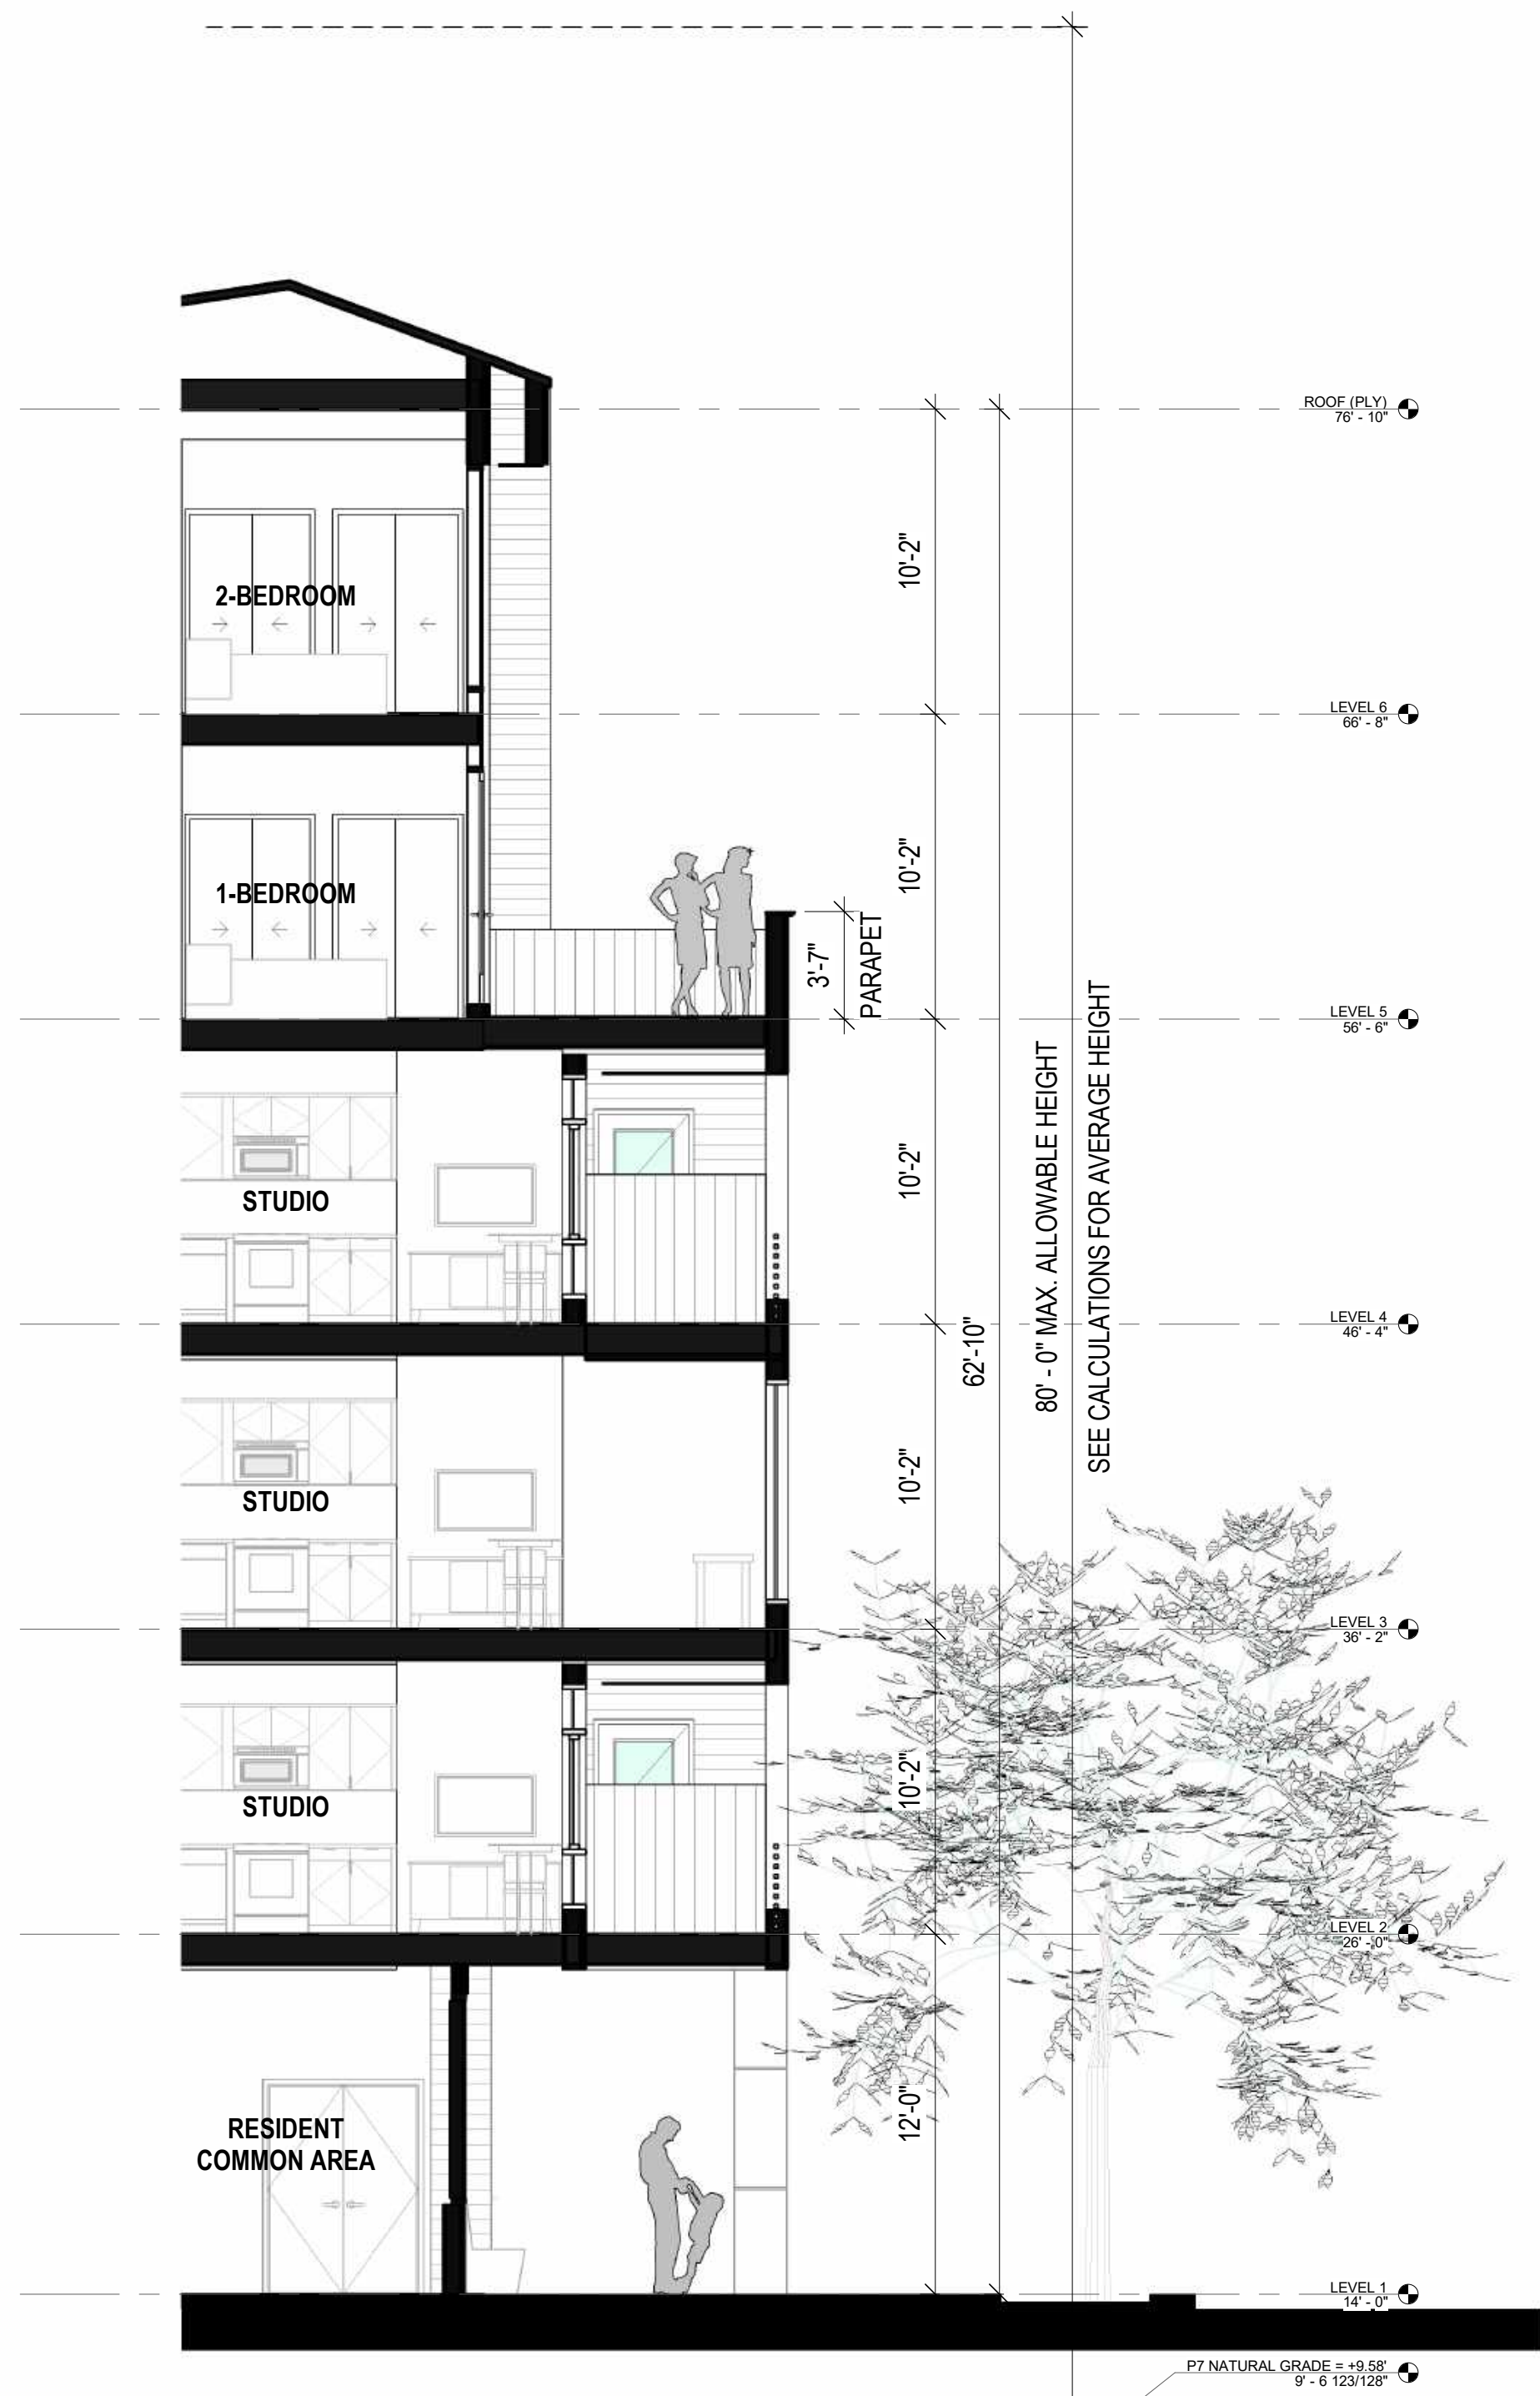 ROOF (PLY)
76' - 10"
10'-2"
2-BEDROOM
LEVEL 6
66' - 8"
10'-2"
1-BEDROOM
3'-7"
PARAPET
LEVEL 5
56' - 6"
80' - 0" MAX. ALLOWABLE HEIGHT
SEE CALCULATIONS FOR AVERAGE HEIGHT
10'-2"
STUDIO
LEVEL 4
46' - 4"
62'-10"
10'-2"
STUDIO
LEVEL 3
36' - 2"
10'-2"
STUDIO
LEVEL 2
26' - 0"
12'-0"
RESIDENT
COMMON AREA
LEVEL 1
14' - 0"
P7 NATURAL GRADE = +9.58'
9' - 6 123/128"